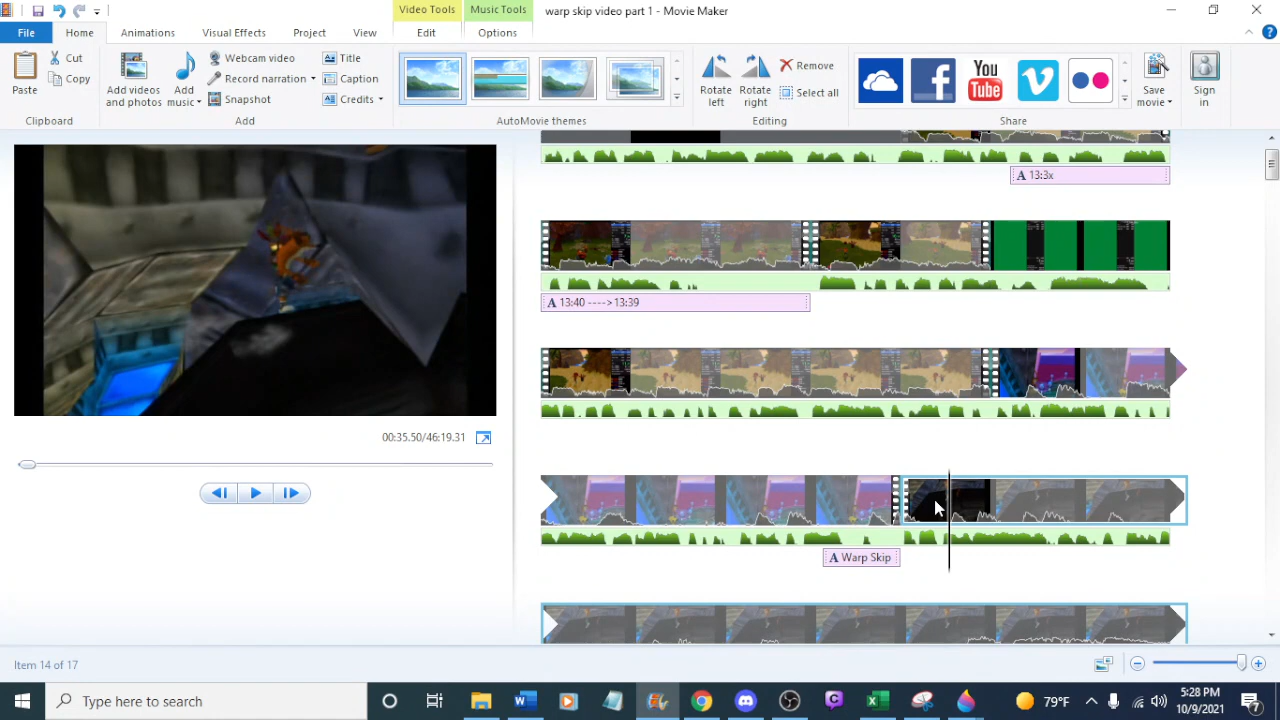 Video Tools
Music Tools
warp skip video part 1 - Movie Maker
File
Home
Animations
Visual Effects
Project
View
Edit
Options
Paste
Cut
Copy
Clipboard
Add videos
and photos
Add
music
Webcam video
Record narration
Snapshot
Title
Caption
Credits
Add
AutoMovie themes
Rotate
left
Rotate
right
Remove
Select all
Editing
You
Tube
Share
Save
movie
Sign
in
A 13:3x
A 13:40 ---->13:39
00:35.50/46:19.31
A Warp Skip
Item 14 of 17
Type here to search
79°F
5:28 PM
10/9/2021
7